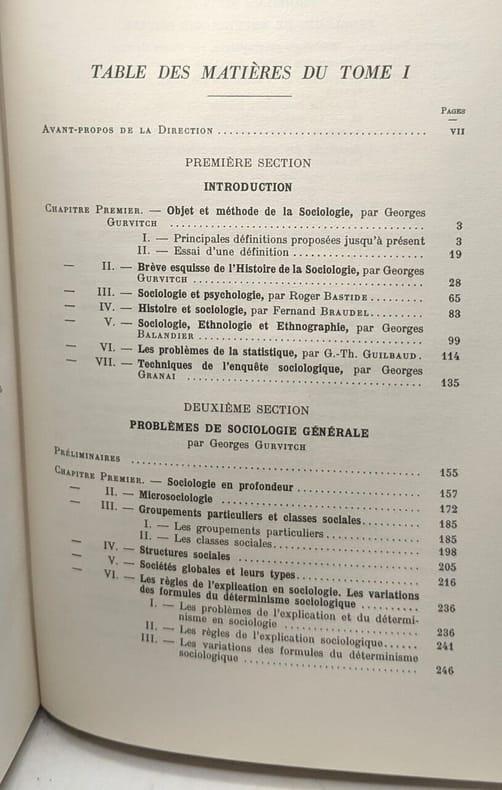 TABLE DES MATIÈRES DU TOME I
PAGES
AVANT-PROPOS DE LA DIRECTION ........ VII
PREMIÈRE SECTION
INTRODUCTION
CHAPITRE PREMIER. — Objet et méthode de la Sociologie, par Georges
GURVITCH ........ 3
I. — Principales définitions proposées jusqu'à présent 3
II. — Essai d'une définition ........ 19
— II. — Brève esquisse de l'Histoire de la Sociologie, par Georges
GURVITCH ........ 28
— III. — Sociologie et psychologie, par Roger BASTIDE ........ 65
— IV. — Histoire et sociologie, par Fernand BRAUDEL ........ 83
— V. — Sociologie, Ethnologie et Ethnographie, par Georges
BALANDIER ........ 99
— VI. — Les problèmes de la statistique, par G.-Th. GUILBAUD. 114
— VII. — Techniques de l'enquête sociologique, par Georges
GRANAI ........ 135
DEUXIÈME SECTION
PROBLÈMES DE SOCIOLOGIE GÉNÉRALE
par Georges GURVITCH
PRÉLIMINAIRES ........ 155
CHAPITRE PREMIER. — Sociologie en profondeur ........ 157
— II. — Microsociologie ........ 172
— III. — Groupements particuliers et classes sociales ........ 185
I. — Les groupements particuliers ........ 185
II. — Les classes sociales ........ 198
— IV. — Structures sociales ........ 205
— V. — Sociétés globales et leurs types ........ 216
— VI. — Les règles de l'explication en sociologie. Les variations
des formules du déterminisme sociologique ........ 236
I. — Les problèmes de l'explication et du détermi-
nisme en sociologie ........ 236
II. — Les règles de l'explication sociologique ...... 241
III. — Les variations des formules du déterminisme
sociologique ........ 246